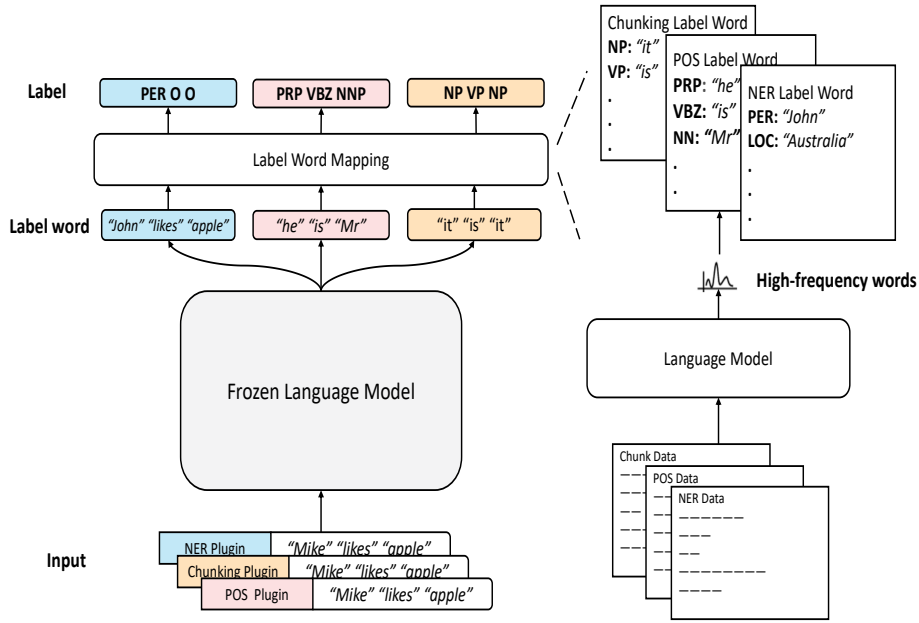 Label
PER O O
PRP VBZ NNP
NP VP NP
Label Word Mapping
Label word
“John” “likes” “apple”
“he” “is” “Mr”
“it” “is” “it”
Frozen Language Model
Input
NER Plugin
“Mike” “likes” “apple”
Chunking Plugin
“Mike” “likes” “apple”
POS Plugin
“Mike” “likes” “apple”
Chunking Label Word
NP: “it”
VP: “is”
.
.
.
POS Label Word
PRP: “he”
VBZ: “is”
NN: “Mr”
.
.
.
NER Label Word
PER: “John”
LOC: “Australia”
.
.
.
High-frequency words
Language Model
Chunk Data
POS Data
NER Data